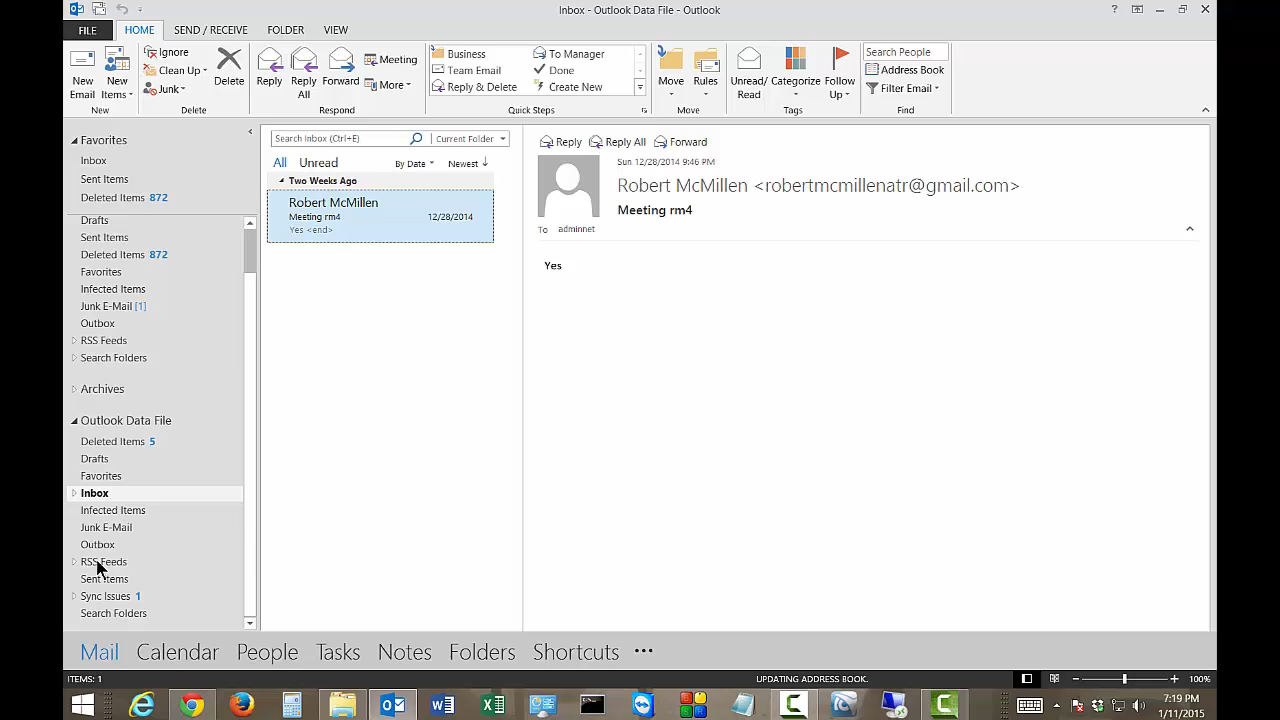 Inbox - Outlook Data File - Outlook
FILE HOME SEND / RECEIVE FOLDER VIEW
New Email
New Items
New
Ignore
Clean Up
Junk
Delete
Delete
Reply
Reply All
Forward
Meeting
More
Respond
Business
Team Email
Reply & Delete
To Manager
Done
Create New
Quick Steps
Move
Rules
Move
Unread/ Read
Categorize
Follow Up
Tags
Search People
Address Book
Filter Email
Find
Favorites
Inbox
Sent Items
Deleted Items 872
Drafts
Sent Items
Deleted Items 872
Favorites
Infected Items
Junk E-Mail [1]
Outbox
RSS Feeds
Search Folders
Archives
Outlook Data File
Deleted Items 5
Drafts
Favorites
Inbox
Infected Items
Junk E-Mail
Outbox
RSS Feeds
Sent Items
Sync Issues 1
Search Folders
Search Inbox (Ctrl+E) Current Folder
All Unread By Date Newest
Two Weeks Ago
Robert McMillen
Meeting rm4 12/28/2014
Yes <end>
Reply Reply All Forward
Sun 12/28/2014 9:46 PM
Robert McMillen <robertmcmillenatr@gmail.com>
Meeting rm4
To adminnet
Yes
Mail Calendar People Tasks Notes Folders Shortcuts •••
ITEMS: 1 UPDATING ADDRESS BOOK. 100%
7:19 PM
1/11/2015